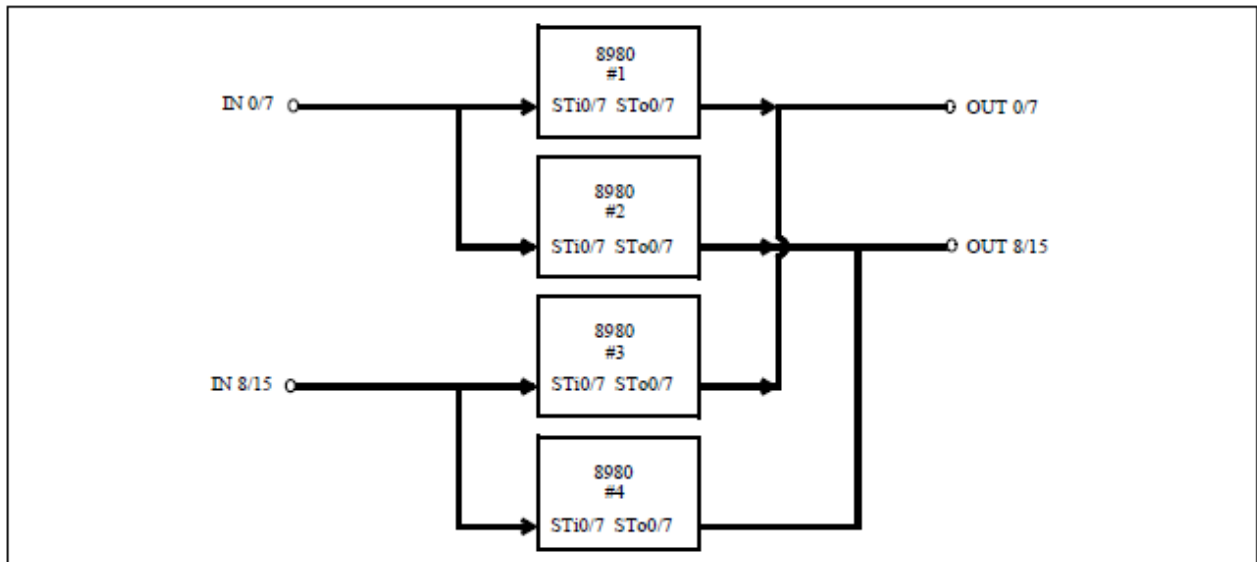 8980
#1
IN 0/7
STi0/7 STo0/7
OUT 0/7
8980
#2
STi0/7 STo0/7
OUT 8/15
8980
#3
IN 8/15
STi0/7 STo0/7
8980
#4
STi0/7 STo0/7